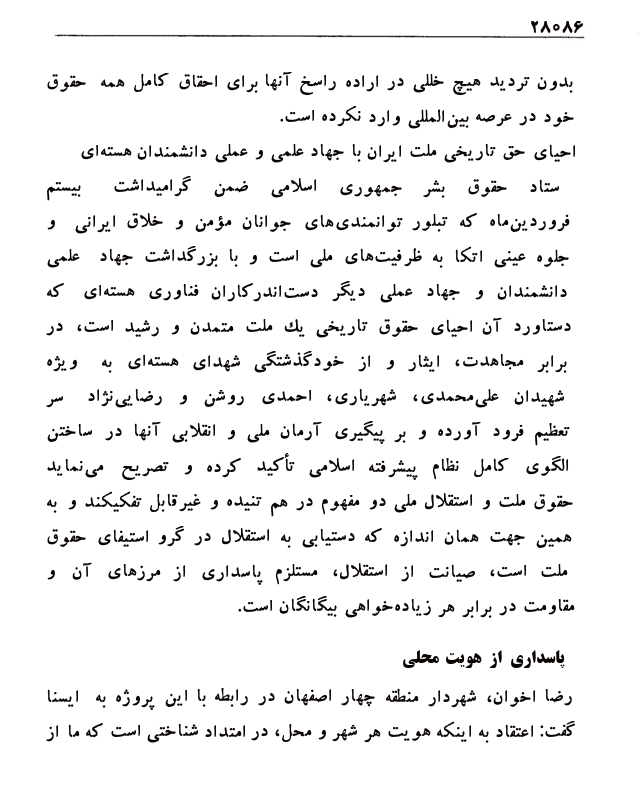 ۲۸۰۸۶
بدون تردید هیچ خللی در اراده راسخ آنها برای احقاق کامل همه حقوق
خود در عرصه بین‌المللی وارد نکرده است.
احیای حق تاریخی ملت ایران با جهاد علمی و عملی دانشمندان هسته‌ای
ستاد حقوق بشر جمهوری اسلامی ضمن گرامیداشت بیستم
فروردین‌ماه که تبلور توانمندی‌های جوانان مؤمن و خلاق ایرانی و
جلوه عینی اتکا به ظرفیت‌های ملی است و با بزرگداشت جهاد علمی
دانشمندان و جهاد عملی دیگر دست‌اندرکاران فناوری هسته‌ای که
دستاورد آن احیای حقوق تاریخی یك ملت متمدن و رشید است، در
برابر مجاهدت، ایثار و از خودگذشتگی شهدای هسته‌ای به ویژه
شهیدان علی‌محمدی، شهریاری، احمدی روشن و رضایی‌نژاد سر
تعظیم فرود آورده و بر پیگیری آرمان ملی و انقلابی آنها در ساختن
الگوی کامل نظام پیشرفته اسلامی تأکید کرده و تصریح می‌نماید
حقوق ملت و استقلال ملی دو مفهوم در هم تنیده و غیرقابل تفکیکند و به
همین جهت همان اندازه که دستیابی به استقلال در گرو استیفای حقوق
ملت است، صیانت از استقلال، مستلزم پاسداری از مرزهای آن و
مقاومت در برابر هر زیاده‌خواهی بیگانگان است.
پاسداری از هویت محلی
رضا اخوان، شهردار منطقه چهار اصفهان در رابطه با این پروژه به ایسنا
گفت: اعتقاد به اینکه هویت هر شهر و محل، در امتداد شناختی است که ما از